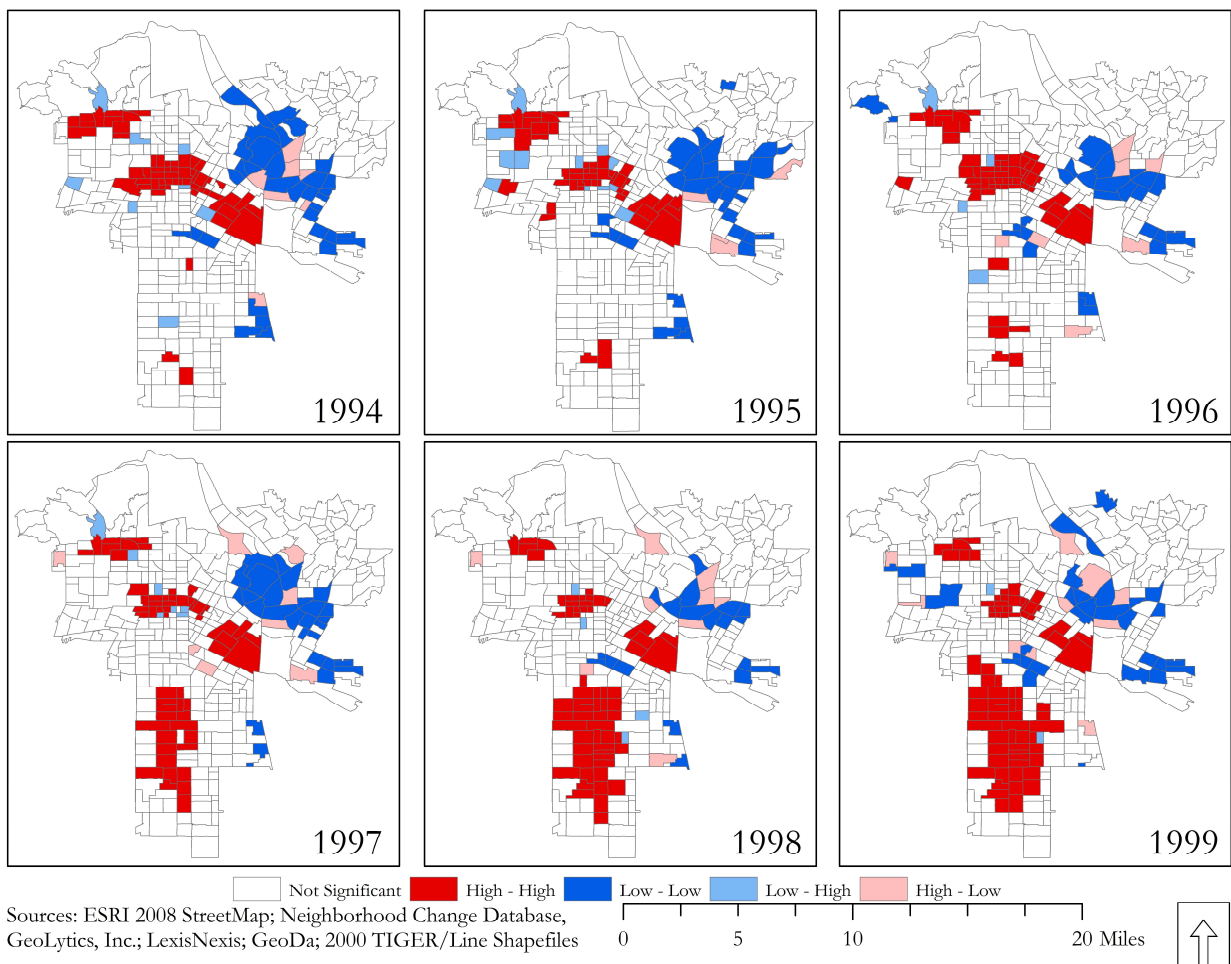 1994
1995
1996
1997
1998
1999
Not Significant High - High Low - Low Low - High High - Low
Sources: ESRI 2008 StreetMap; Neighborhood Change Database,
GeoLytics, Inc.; LexisNexis; GeoDa; 2000 TIGER/Line Shapefiles
0 5 10 20 Miles